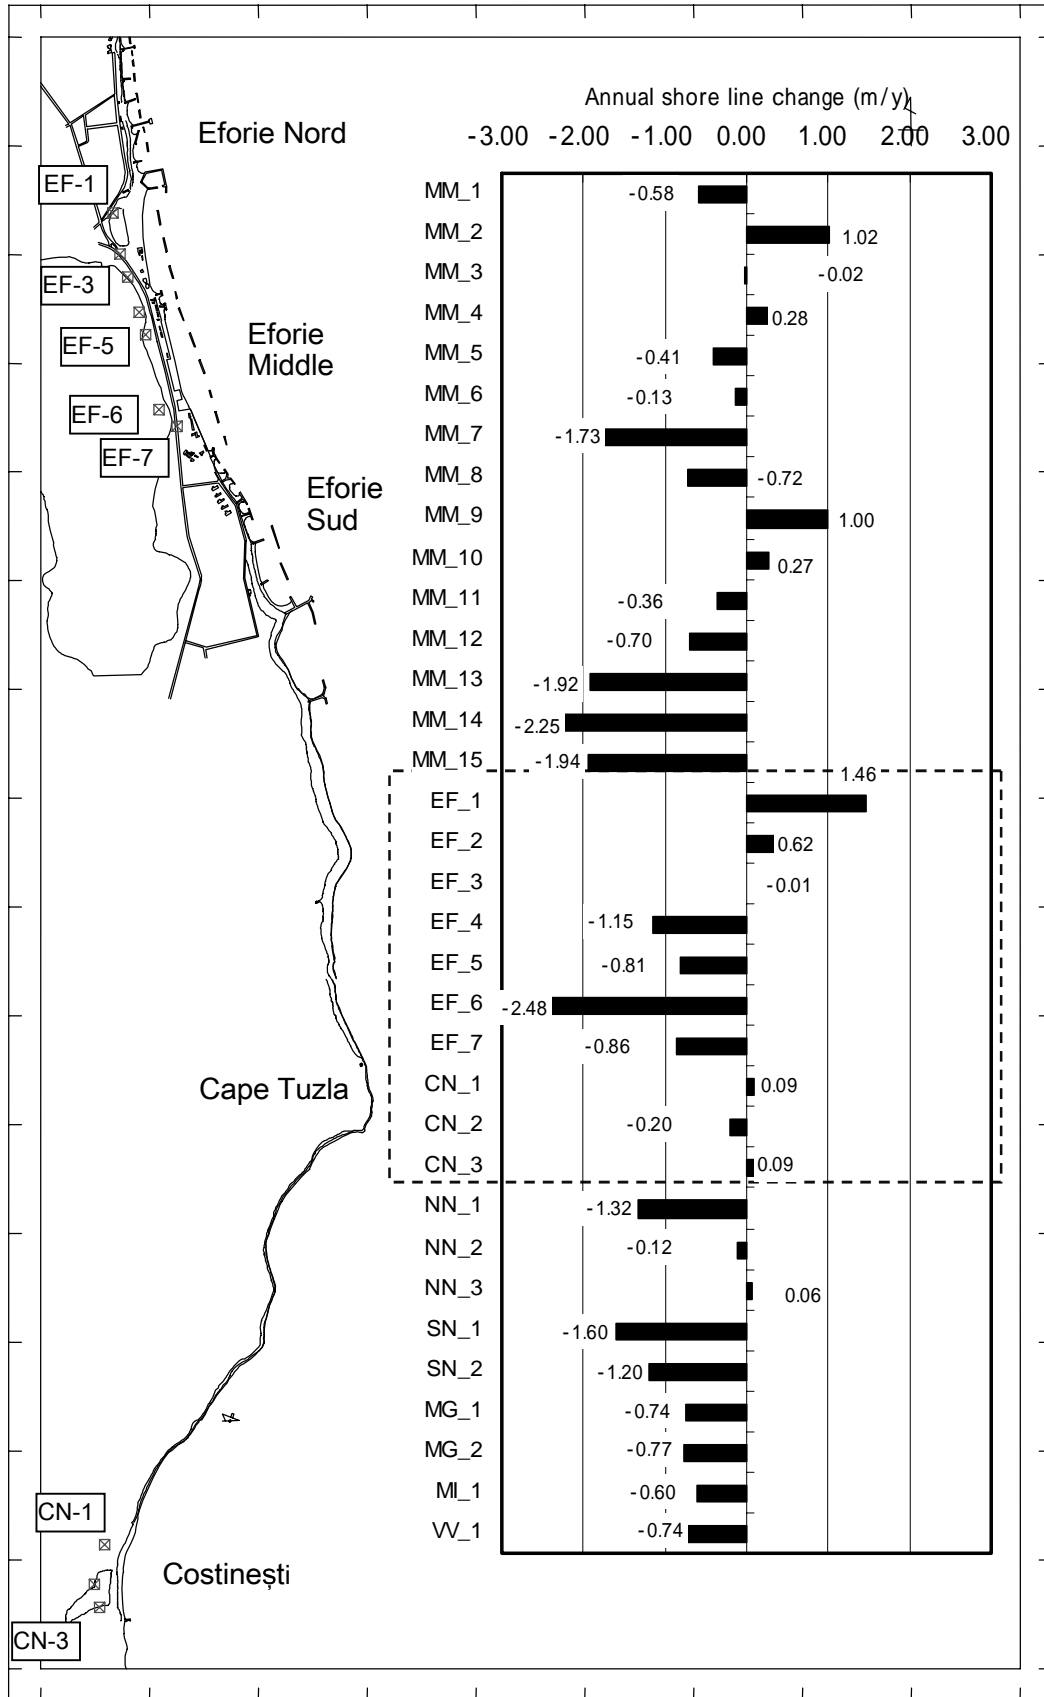 Annual shore line change (m/y)
-3.00 -2.00 -1.00 0.00 1.00 2.00 3.00
Eforie Nord
EF-1
EF-3
EF-5
Eforie
Middle
EF-6
EF-7
Eforie
Sud
Cape Tuzla
CN-1
Costinești
CN-3
MM_1 -0.58
MM_2 1.02
MM_3 -0.02
MM_4 0.28
MM_5 -0.41
MM_6 -0.13
MM_7 -1.73
MM_8 -0.72
MM_9 1.00
MM_10 0.27
MM_11 -0.36
MM_12 -0.70
MM_13 -1.92
MM_14 -2.25
MM_15 -1.94
EF_1 1.46
EF_2 0.62
EF_3 -0.01
EF_4 -1.15
EF_5 -0.81
EF_6 -2.48
EF_7 -0.86
CN_1 0.09
CN_2 -0.20
CN_3 0.09
NN_1 -1.32
NN_2 -0.12
NN_3 0.06
SN_1 -1.60
SN_2 -1.20
MG_1 -0.74
MG_2 -0.77
MI_1 -0.60
VV_1 -0.74